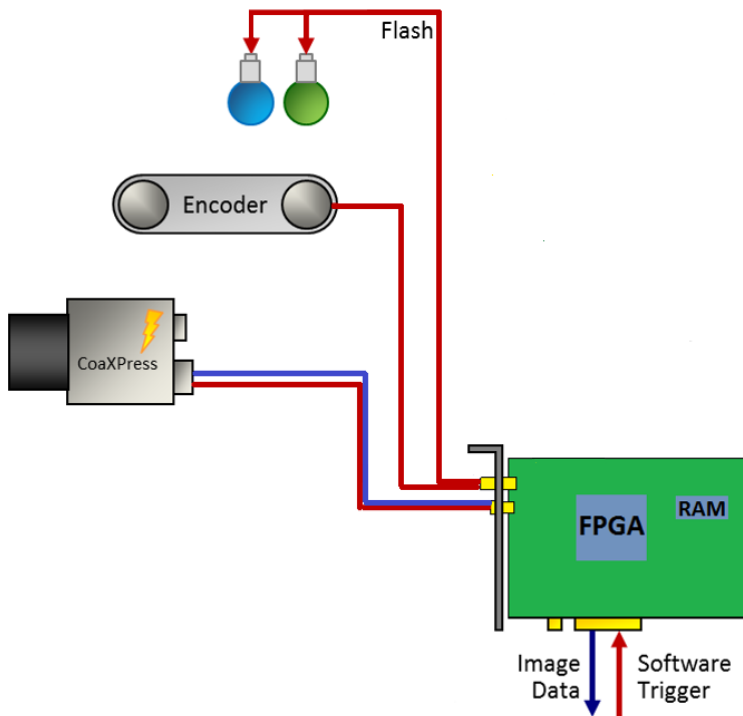 Flash
Encoder
CoaXPress
FPGA
RAM
Image
Data
Software
Trigger